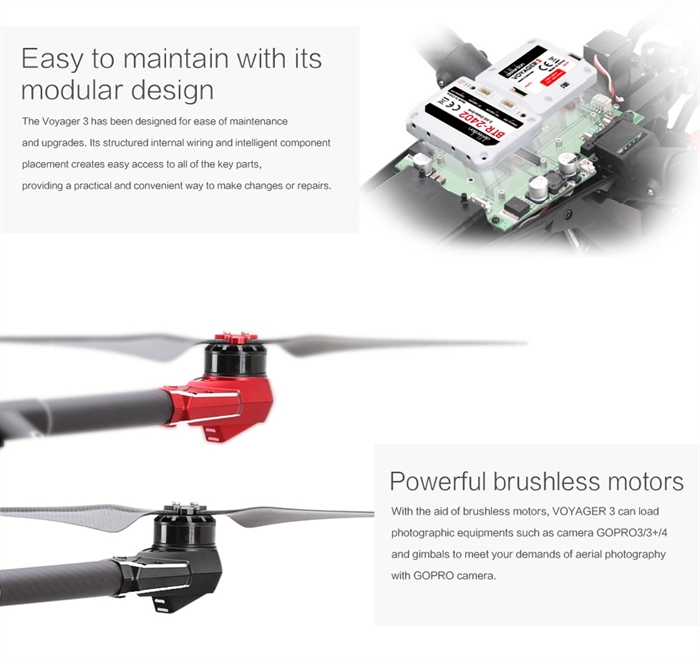 Easy to maintain with its
modular design
The Voyager 3 has been designed for ease of maintenance
and upgrades. Its structured internal wiring and intelligent component
placement creates easy access to all of the key parts,
providing a practical and convenient way to make changes or repairs.
VOYAGER 3
BTR-2402
Powerful brushless motors
With the aid of brushless motors, VOYAGER 3 can load
photographic equipments such as camera GOPRO3/3+/4
and gimbals to meet your demands of aerial photography
with GOPRO camera.